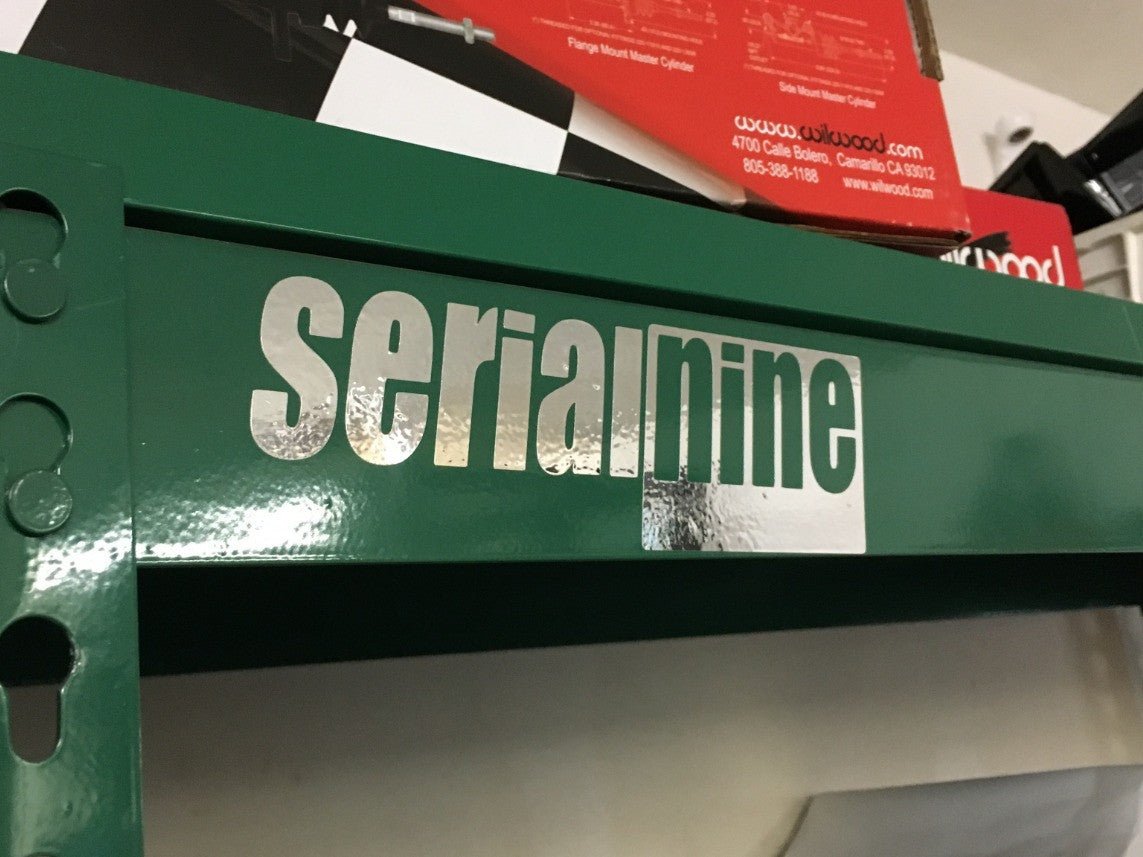 Flange Mount Master Cylinder
Side Mount Master Cylinder
www.wilwood.com
4700 Calle Bolero, Camarillo CA 93012
805-388-1188 www.wilwood.com
serialnine